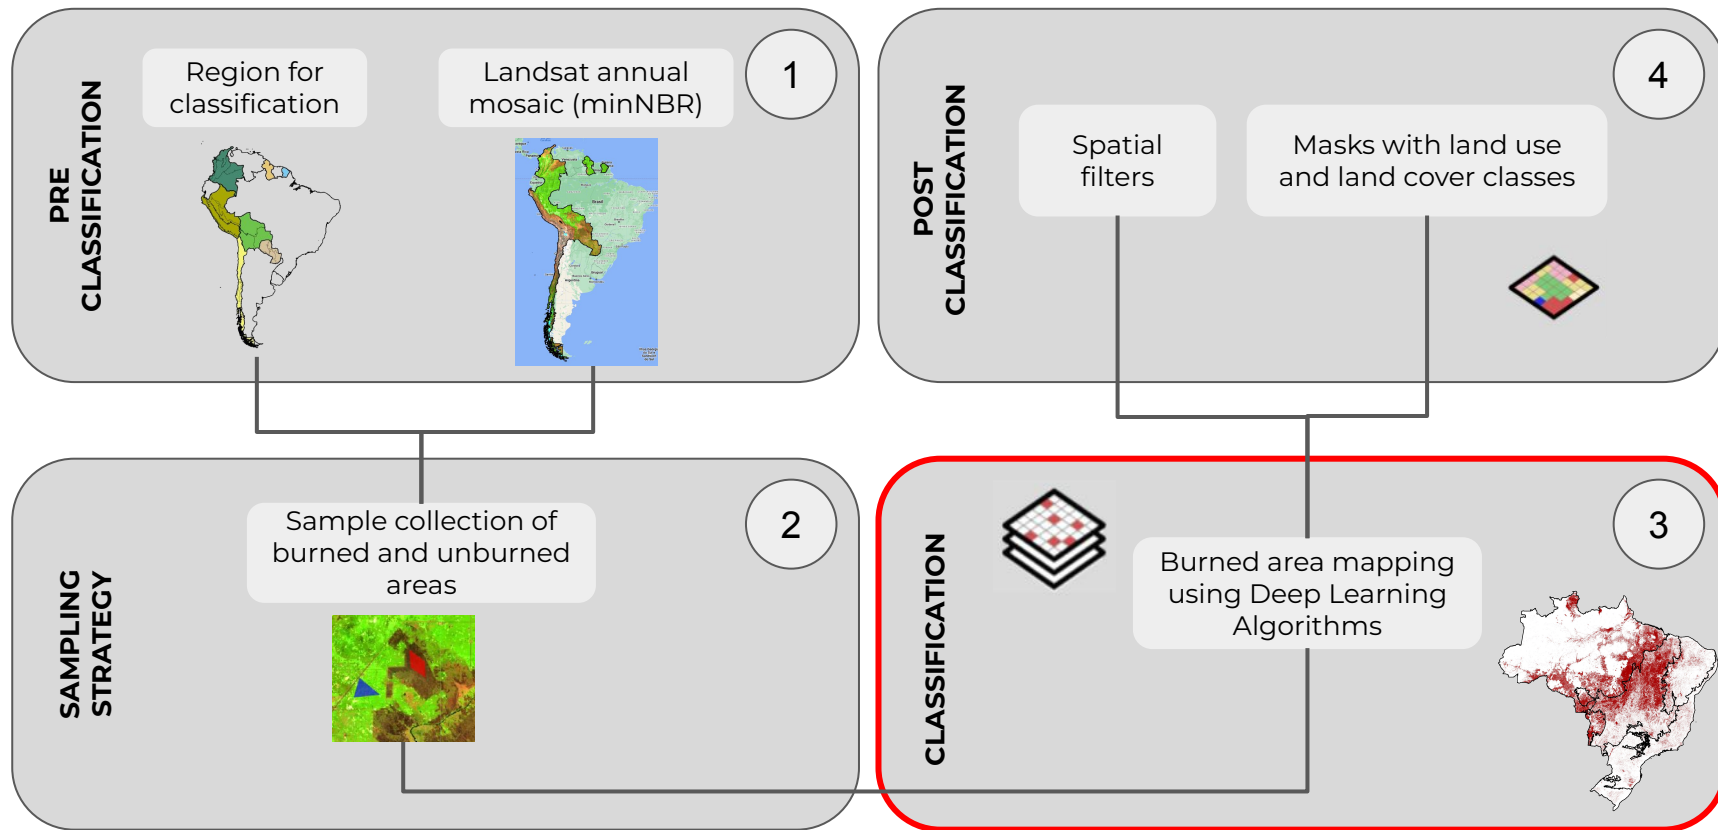 PRE
CLASSIFICATION
Region for
classification
Landsat annual
mosaic (minNBR)
1
Brasil
SAMPLING
STRATEGY
Sample collection of
burned and unburned
areas
2
CLASSIFICATION
Burned area mapping
using Deep Learning
Algorithms
3
POST
CLASSIFICATION
Spatial
filters
Masks with land use
and land cover classes
4